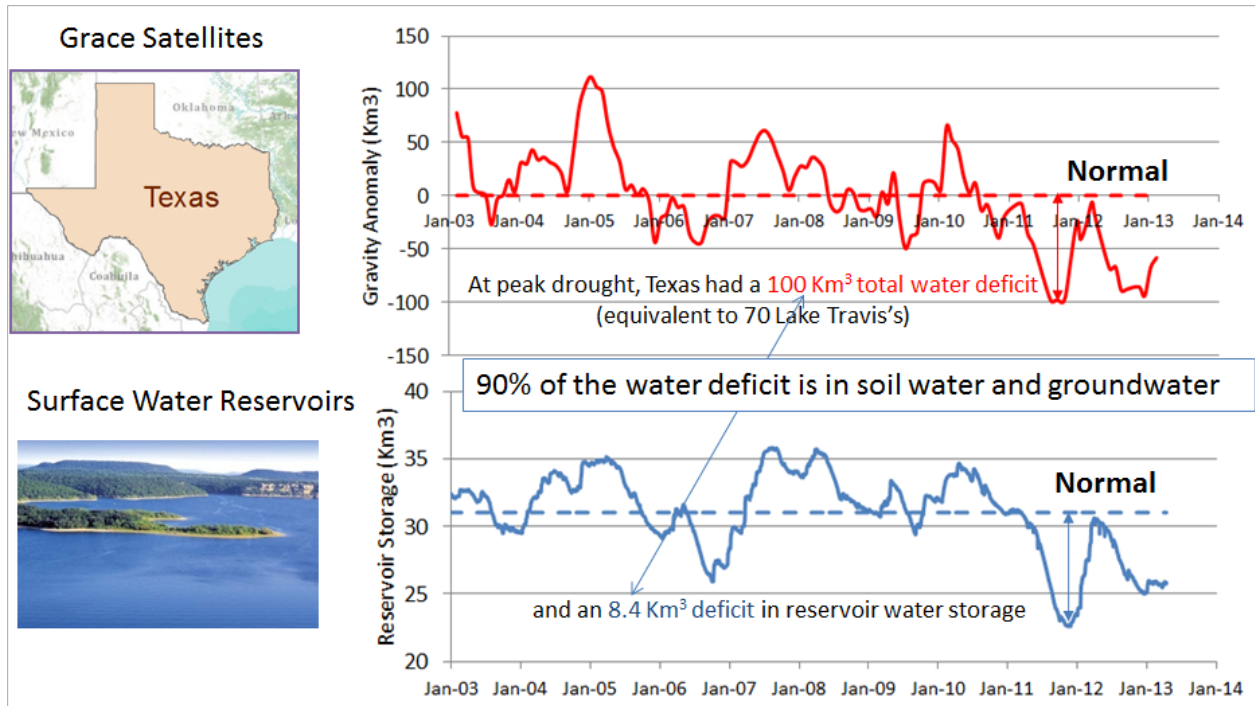 Grace Satellites
Oklahoma
Mexico
Texas
Coahuila
Surface Water Reservoirs
Gravity Anomaly (Km3)
150
100
50
0
-50
-100
-150
Jan-03 Jan-04 Jan-05 Jan-06 Jan-07 Jan-08 Jan-09 Jan-10 Jan-11 Jan-12 Jan-13 Jan-14
Normal
At peak drought, Texas had a 100 Km³ total water deficit
(equivalent to 70 Lake Travis’s)
90% of the water deficit is in soil water and groundwater
Reservoir Storage (Km3)
40
35
30
25
20
Normal
and an 8.4 Km³ deficit in reservoir water storage
Jan-03 Jan-04 Jan-05 Jan-06 Jan-07 Jan-08 Jan-09 Jan-10 Jan-11 Jan-12 Jan-13 Jan-14